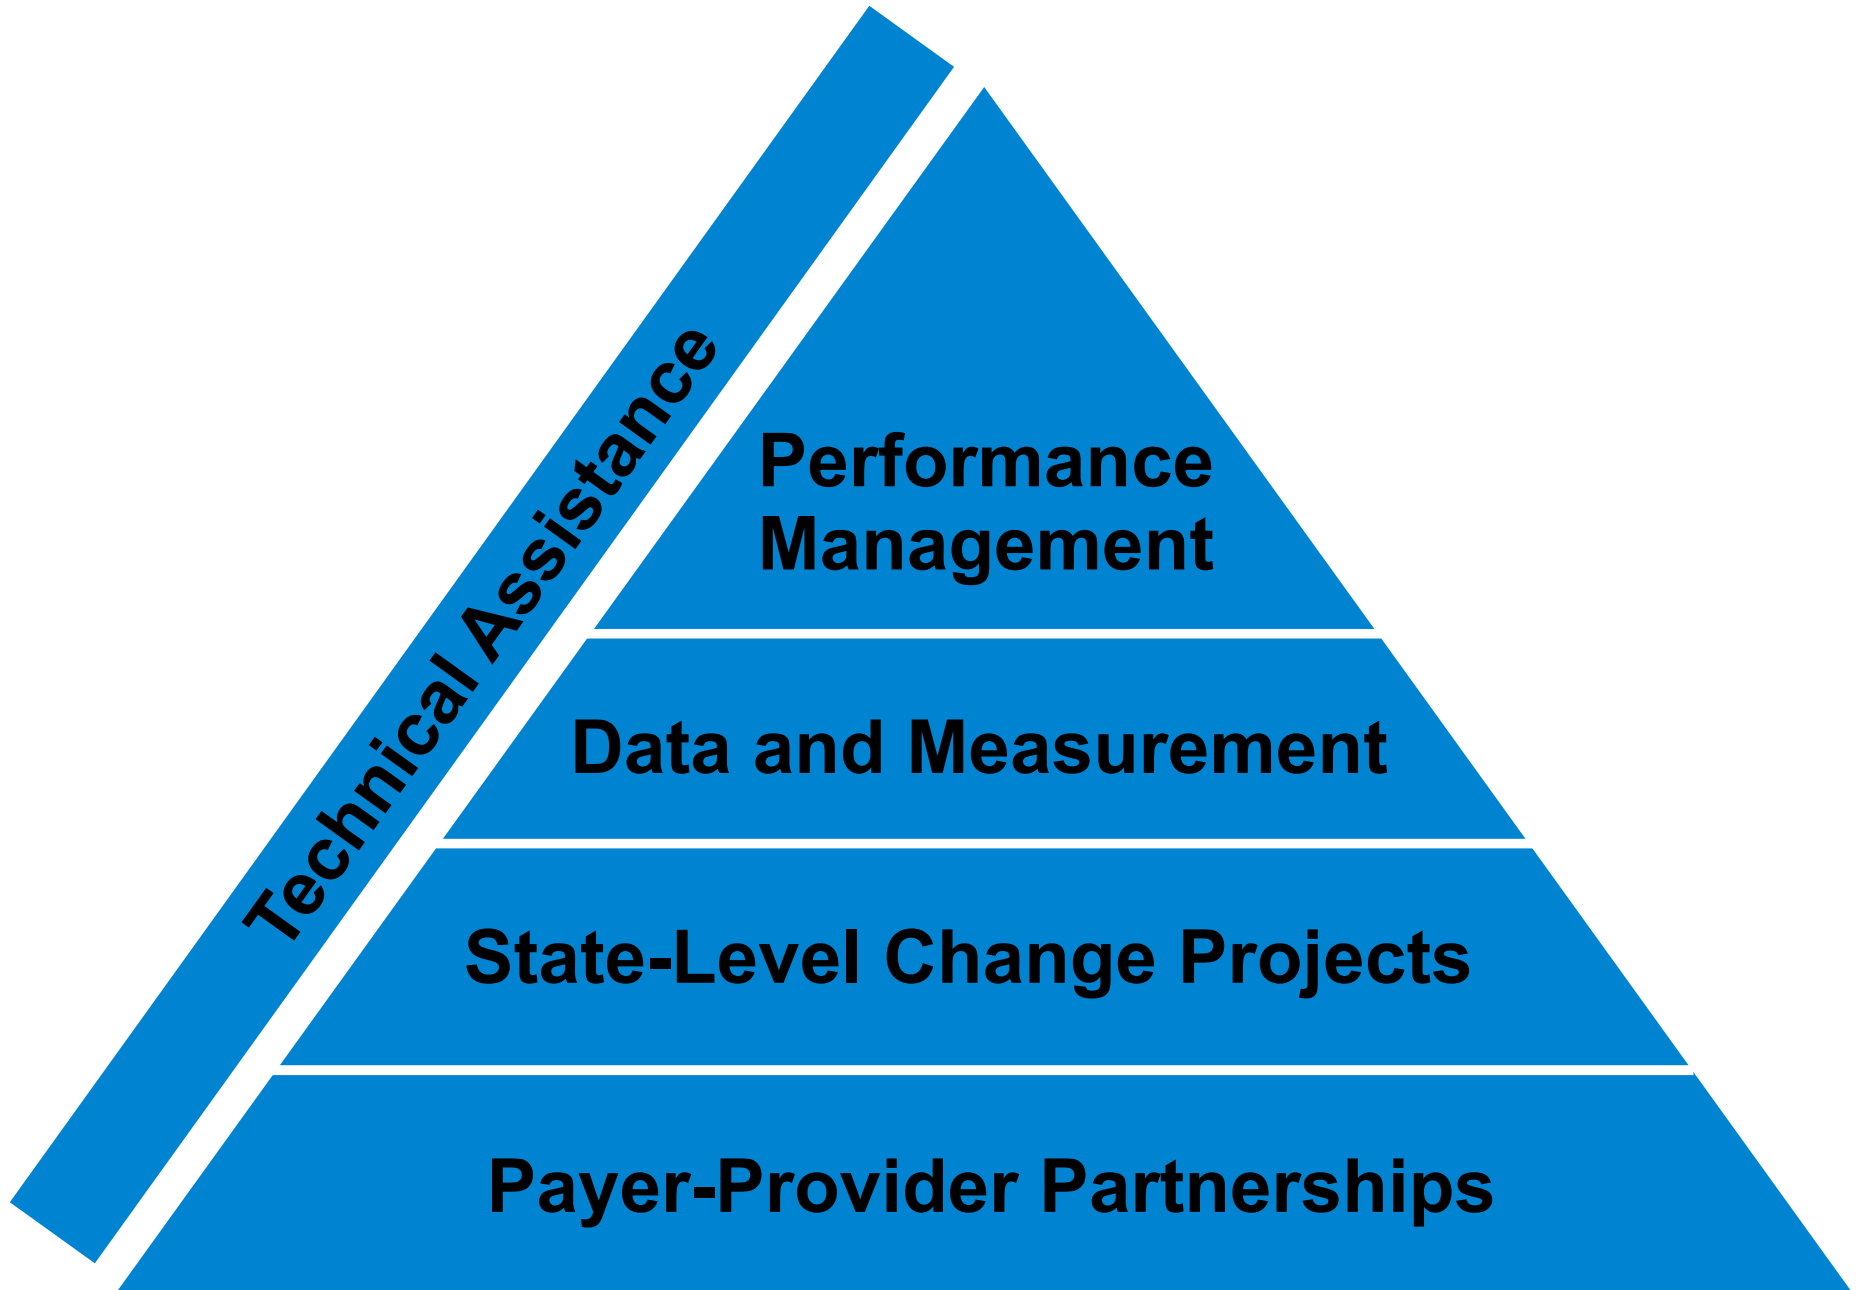 Technical Assistance
Performance
Management
Data and Measurement
State-Level Change Projects
Payer-Provider Partnerships